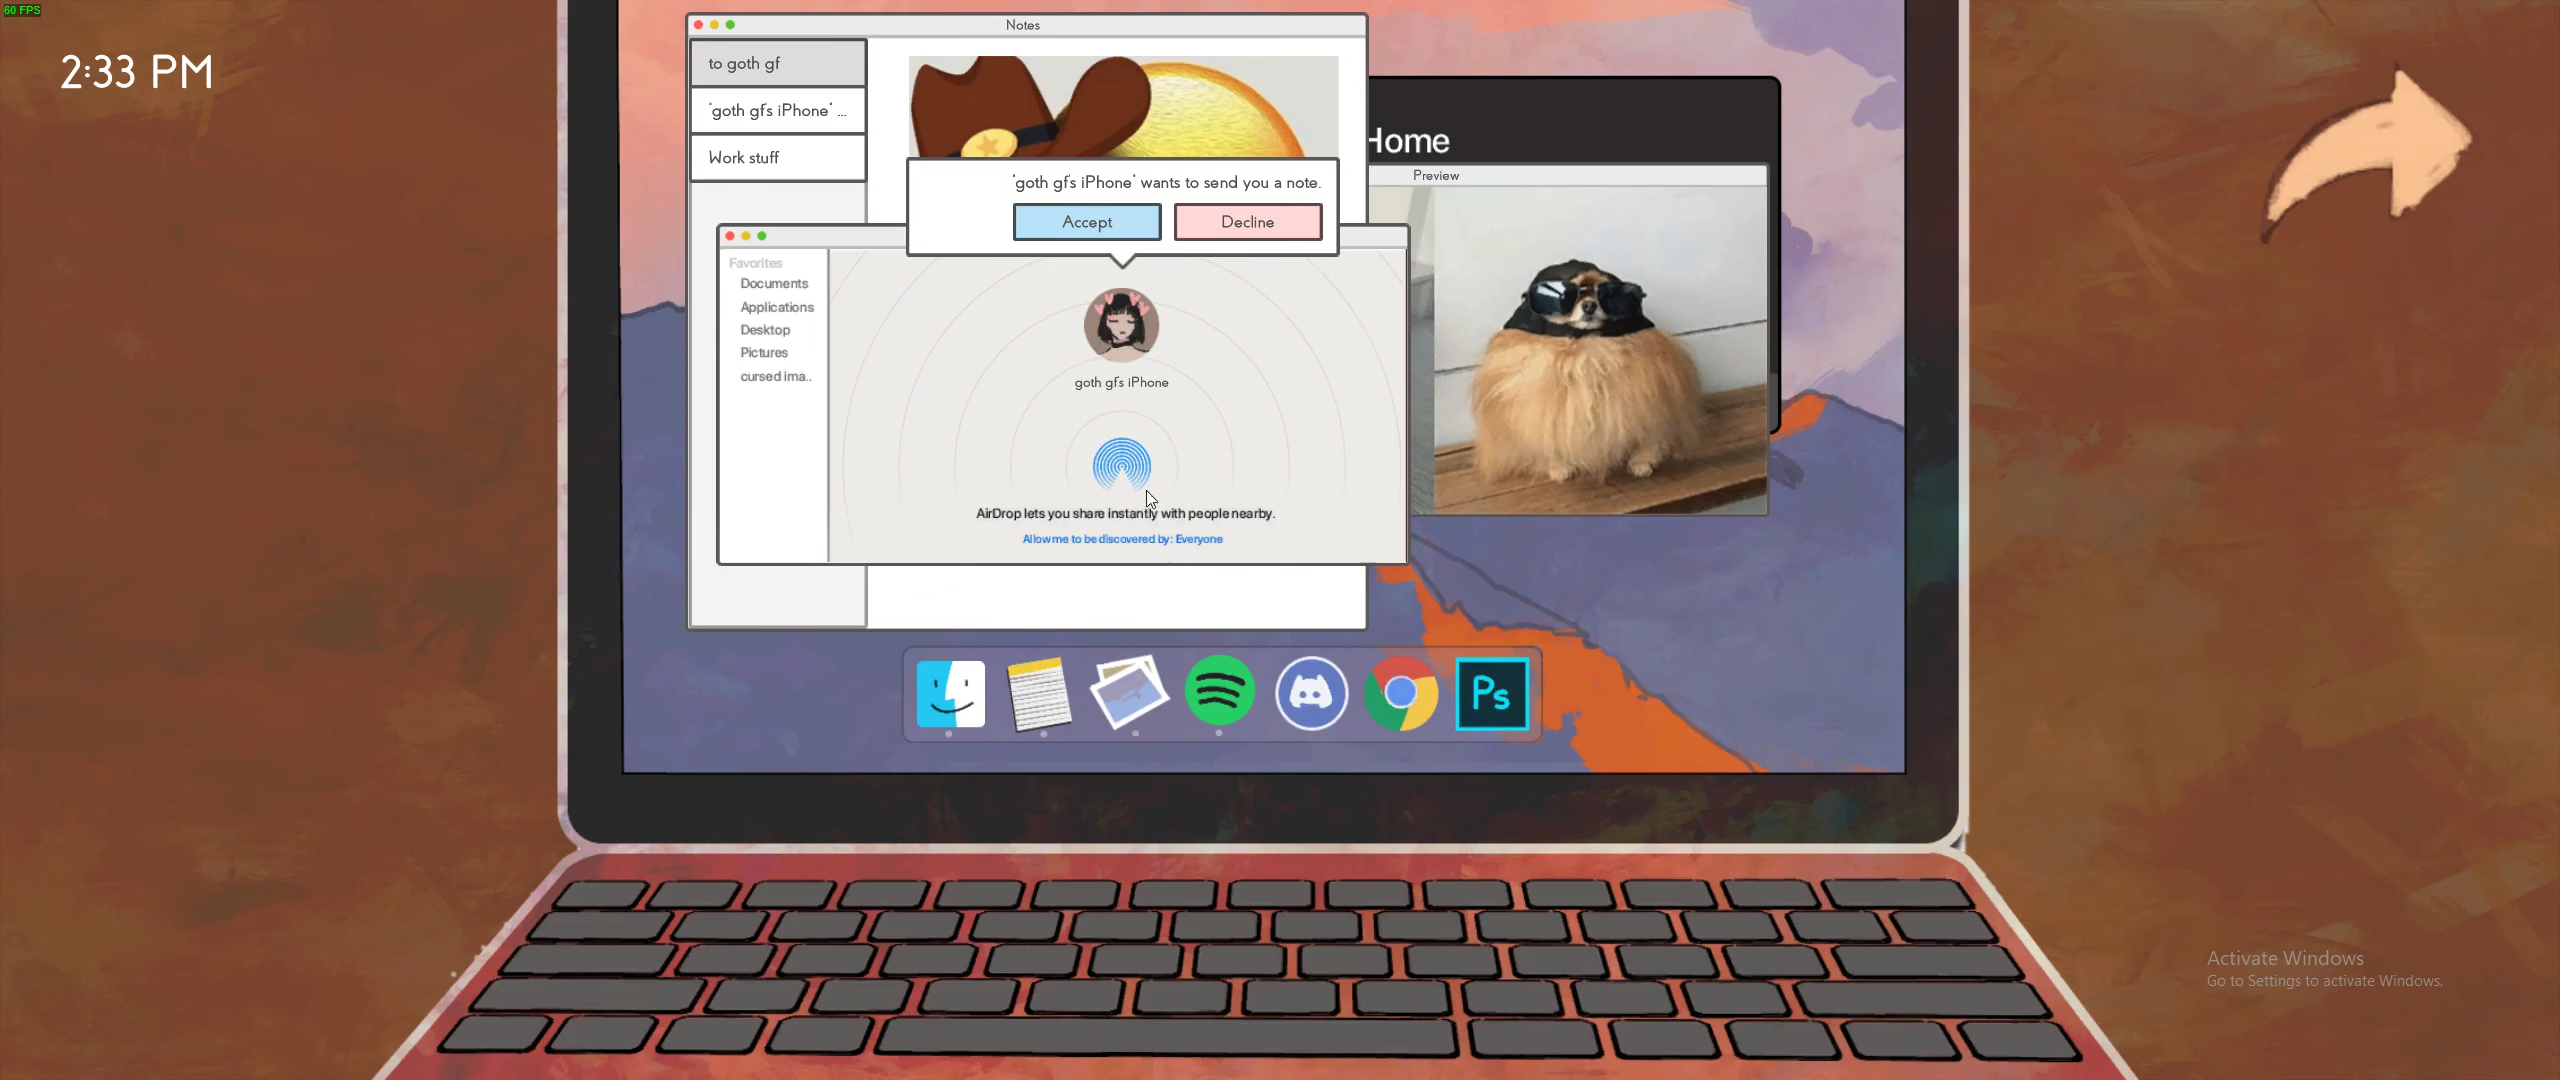 60 FPS
2:33 PM
Notes
to goth gf
"goth gf's iPhone" ...
Work stuff
Home
Preview
"goth gf's iPhone" wants to send you a note.
Accept
Decline
Favorites
Documents
Applications
Desktop
Pictures
cursed ima..
goth gf's iPhone
AirDrop lets you share instantly with people nearby.
Allow me to be discovered by: Everyone
Ps
Activate Windows
Go to Settings to activate Windows.